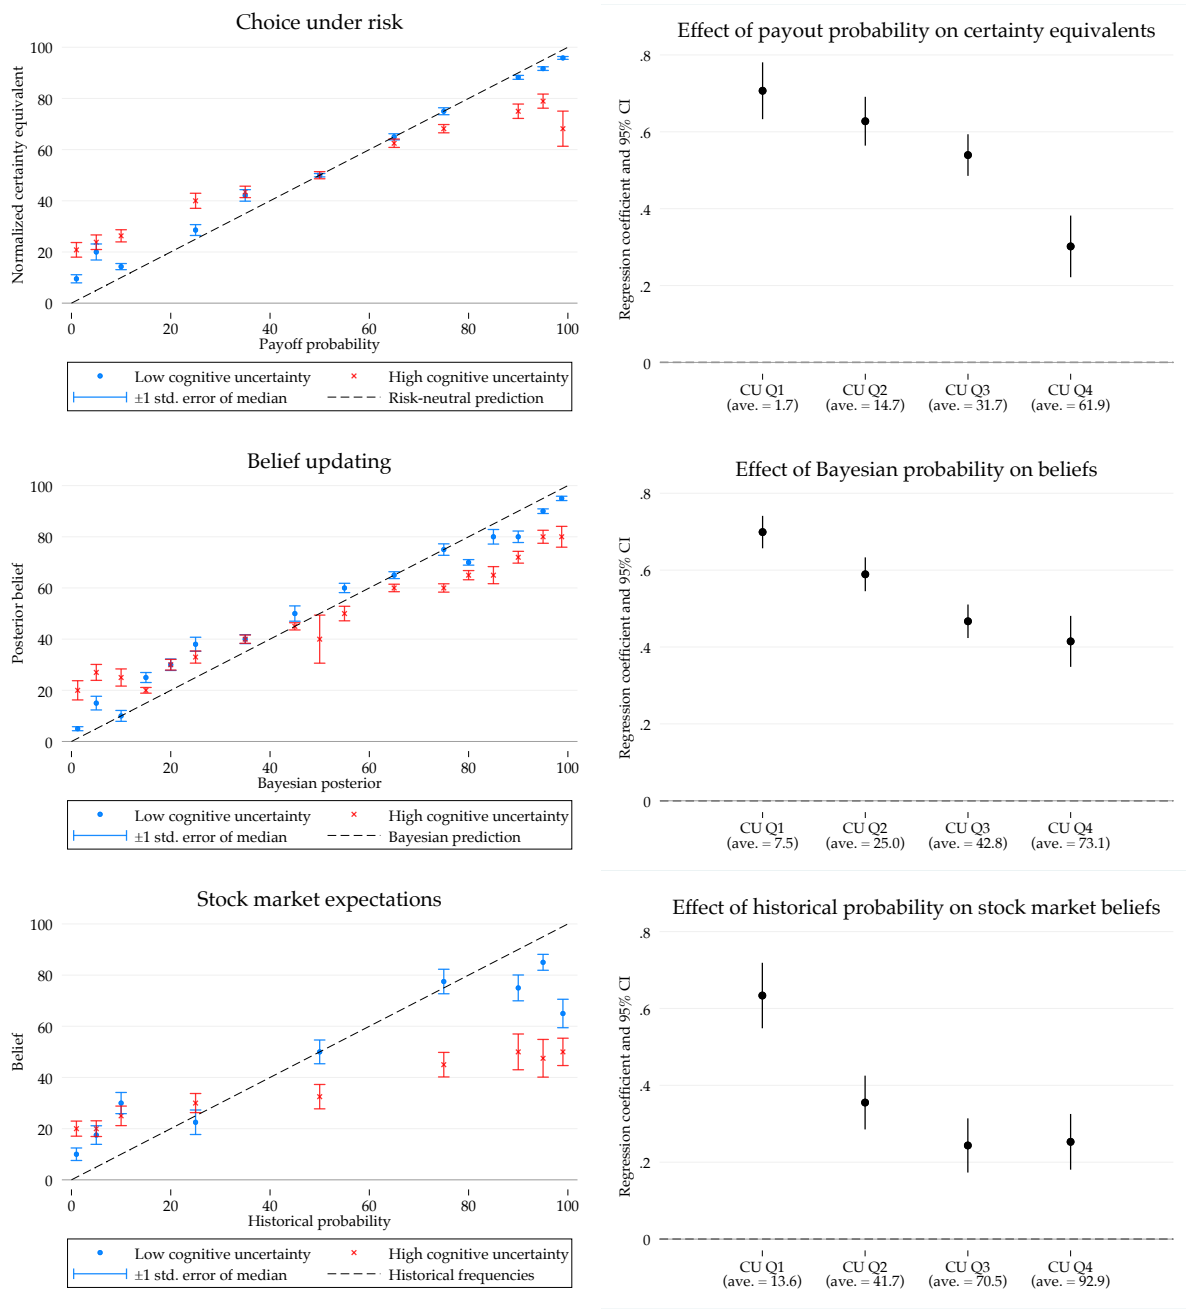 Choice under risk
Normalized certainty equivalent
100
80
60
40
20
0
0 20 40 60 80 100
Payoff probability
Low cognitive uncertainty High cognitive uncertainty
±1 std. error of median Risk-neutral prediction
Effect of payout probability on certainty equivalents
Regression coefficient and 95% CI
.8
.6
.4
.2
0
CU Q1 CU Q2 CU Q3 CU Q4
(ave. = 1.7) (ave. = 14.7) (ave. = 31.7) (ave. = 61.9)
Belief updating
Posterior belief
100
80
60
40
20
0
0 20 40 60 80 100
Bayesian posterior
Low cognitive uncertainty High cognitive uncertainty
±1 std. error of median Bayesian prediction
Effect of Bayesian probability on beliefs
Regression coefficient and 95% CI
.8
.6
.4
.2
0
CU Q1 CU Q2 CU Q3 CU Q4
(ave. = 7.5) (ave. = 25.0) (ave. = 42.8) (ave. = 73.1)
Stock market expectations
Belief
100
80
60
40
20
0
0 20 40 60 80 100
Historical probability
Low cognitive uncertainty High cognitive uncertainty
±1 std. error of median Historical frequencies
Effect of historical probability on stock market beliefs
Regression coefficient and 95% CI
.8
.6
.4
.2
0
CU Q1 CU Q2 CU Q3 CU Q4
(ave. = 13.6) (ave. = 41.7) (ave. = 70.5) (ave. = 92.9)